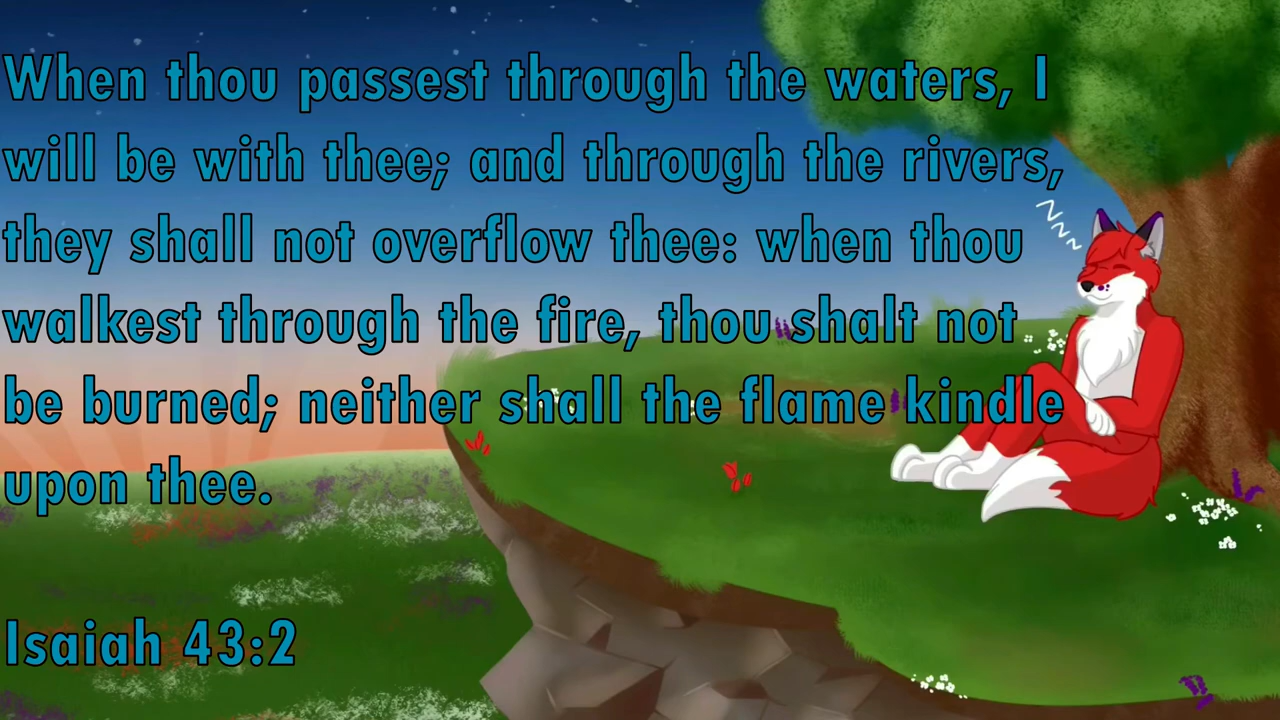 When thou passest through the waters, I
will be with thee; and through the rivers,
they shall not overflow thee: when thou
walkest through the fire, thou shalt not
be burned; neither shall the flame kindle
upon thee.
Isaiah 43:2
Zzzz